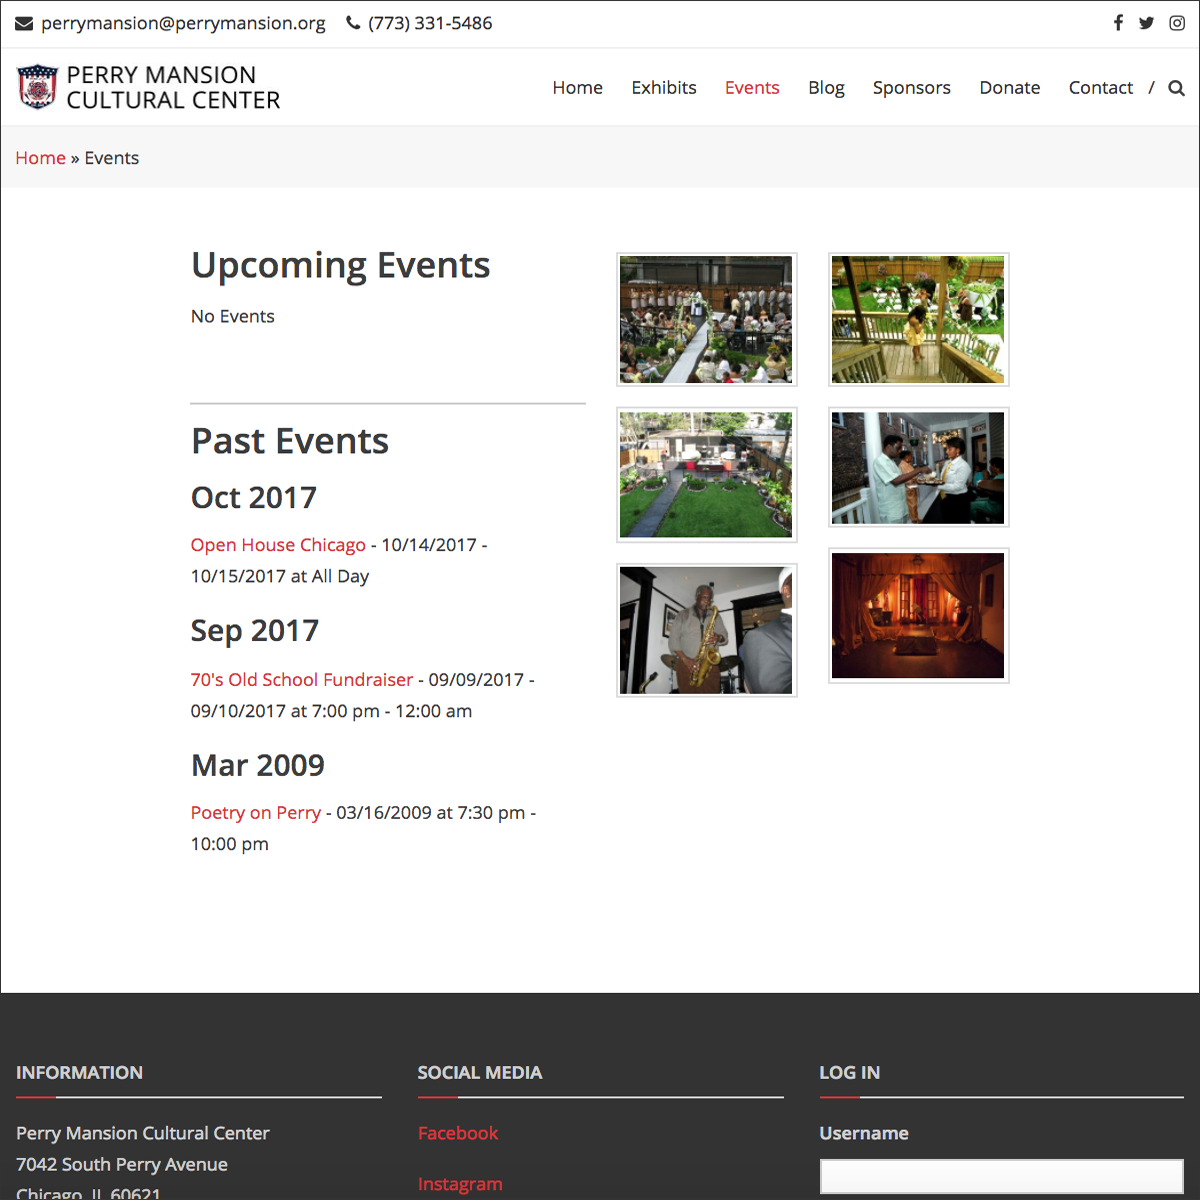 perrymansion@perrymansion.org (773) 331-5486
PERRY MANSION
CULTURAL CENTER
Home Exhibits Events Blog Sponsors Donate Contact /
Home » Events
Upcoming Events
No Events
Past Events
Oct 2017
Open House Chicago - 10/14/2017 -
10/15/2017 at All Day
Sep 2017
70's Old School Fundraiser - 09/09/2017 -
09/10/2017 at 7:00 pm - 12:00 am
Mar 2009
Poetry on Perry - 03/16/2009 at 7:30 pm -
10:00 pm
INFORMATION
Perry Mansion Cultural Center
7042 South Perry Avenue
Chicago, IL 60621
SOCIAL MEDIA
Facebook
Instagram
LOG IN
Username